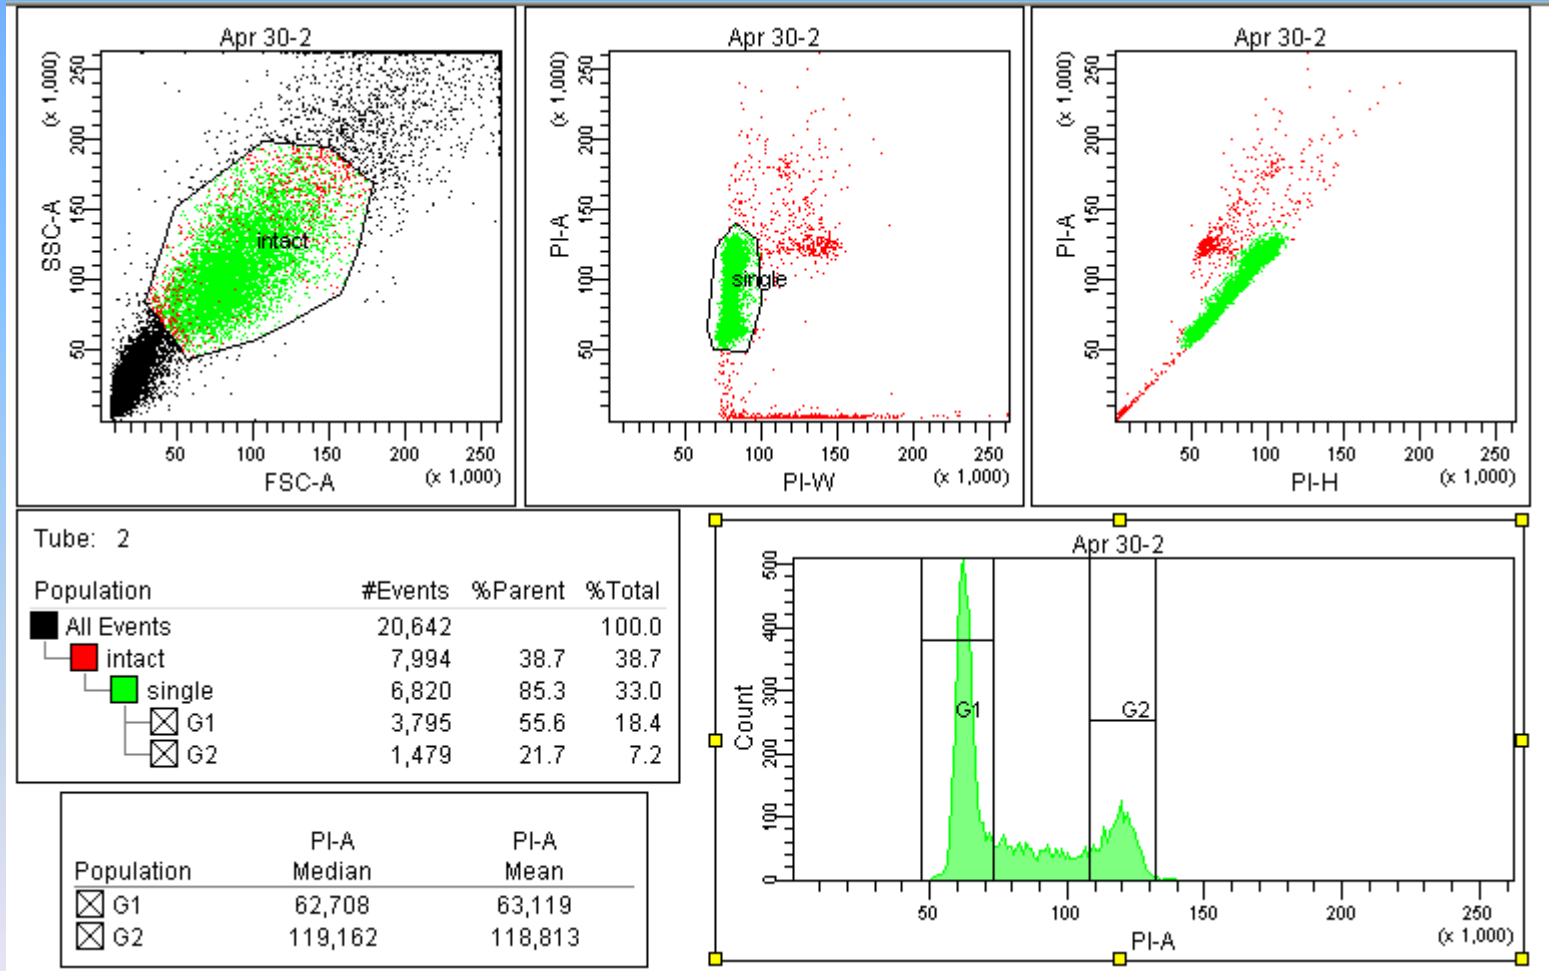 Apr 30-2
(x 1,000)
250
200
150
100
50
SSC-A
intact
50 100 150 200 250
(x 1,000)
FSC-A
Apr 30-2
(x 1,000)
250
200
150
100
50
PI-A
single
50 100 150 200 250
(x 1,000)
PI-W
Apr 30-2
(x 1,000)
250
200
150
100
50
PI-A
50 100 150 200 250
(x 1,000)
PI-H
Tube: 2
Population #Events %Parent %Total
All Events 20,642 100.0
intact 7,994 38.7 38.7
single 6,820 85.3 33.0
G1 3,795 55.6 18.4
G2 1,479 21.7 7.2
PI-A PI-A
Population Median Mean
G1 62,708 63,119
G2 119,162 118,813
Apr 30-2
500
400
300
200
100
0
Count
G1
G2
50 100 150 200 250
(x 1,000)
PI-A